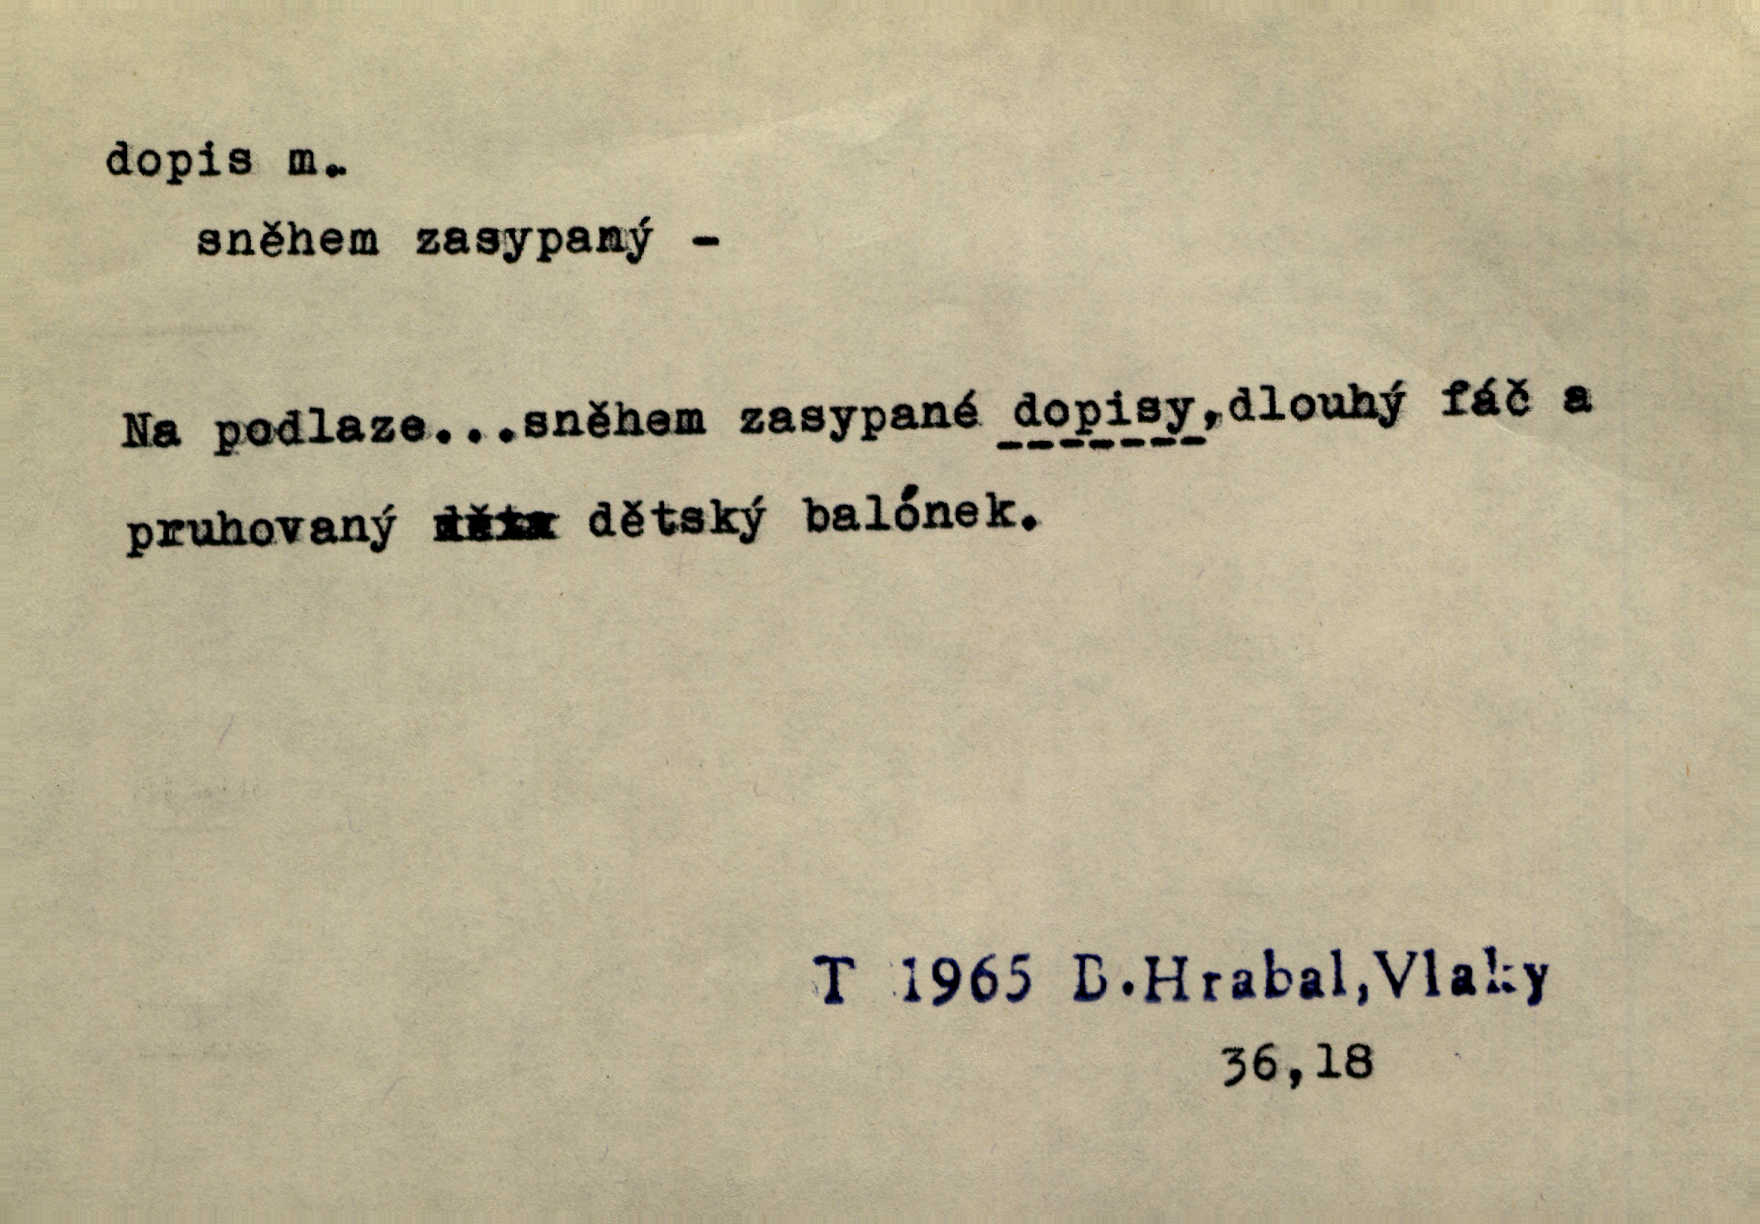 dopis m.
sněhem zasypaný -
Na podlaze...sněhem zasypané dopisy,dlouhý fáč a
pruhovaný dětský balónek.
T 1965 B.Hrabal,Vlaky
36,18